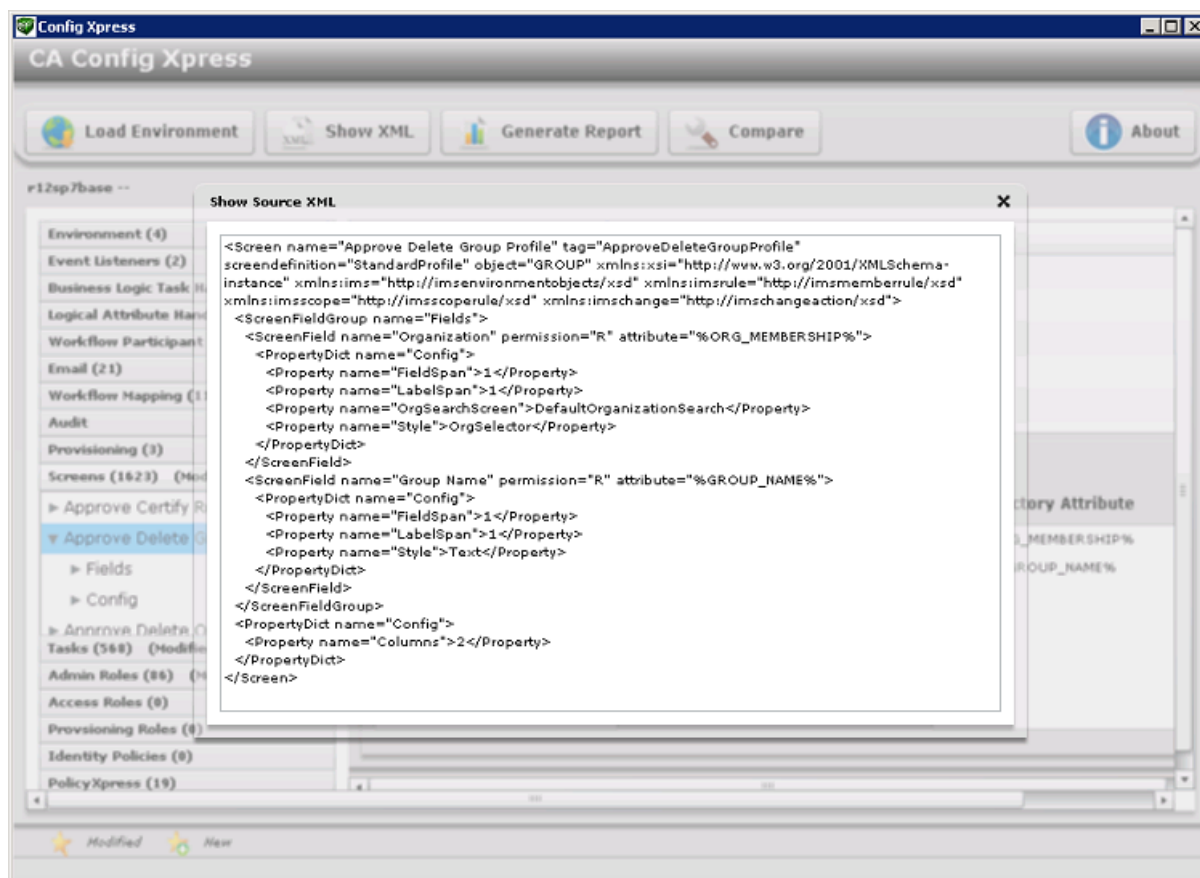 Config Xpress
CA Config Xpress
Load Environment
XML
Show XML
Generate Report
Compare
About
r12sp7base --
Show Source XML
Environment (4)
Event Listeners (2)
Business Logic Task
Logical Attribute
Workflow Participant
Email (21)
Workflow Mapping
Audit
Provisioning (3)
Screens (1623)
Approve Certify
Approve Delete
Fields
Config
Approve Delete
Tasks (568)
Admin Roles (86)
Access Roles (0)
Provsioning Roles (0)
Identity Policies (0)
PolicyXpress (19)
<Screen name="Approve Delete Group Profile" tag="ApproveDeleteGroupProfile"
screendefinition="StandardProfile" object="GROUP" xmlns:xsi="http://www.w3.org/2001/XMLSchema-
instance" xmlns:ims="http://imsenvironmentobjects/xsd" xmlns:imsrule="http://imsmemberrule/xsd"
xmlns:imsscope="http://imsscoperule/xsd" xmlns:imschange="http://imschangeaction/xsd">
<ScreenFieldGroup name="Fields">
<ScreenField name="Organization" permission="R" attribute="%ORG_MEMBERSHIP%">
<PropertyDict name="Config">
<Property name="FieldSpan">1</Property>
<Property name="LabelSpan">1</Property>
<Property name="OrgSearchScreen">DefaultOrganizationSearch</Property>
<Property name="Style">OrgSelector</Property>
</PropertyDict>
</ScreenField>
<ScreenField name="Group Name" permission="R" attribute="%GROUP_NAME%">
<PropertyDict name="Config">
<Property name="FieldSpan">1</Property>
<Property name="LabelSpan">1</Property>
<Property name="Style">Text</Property>
</PropertyDict>
</ScreenField>
</ScreenFieldGroup>
<PropertyDict name="Config">
<Property name="Columns">2</Property>
</PropertyDict>
</Screen>
Attribute
Modified
New